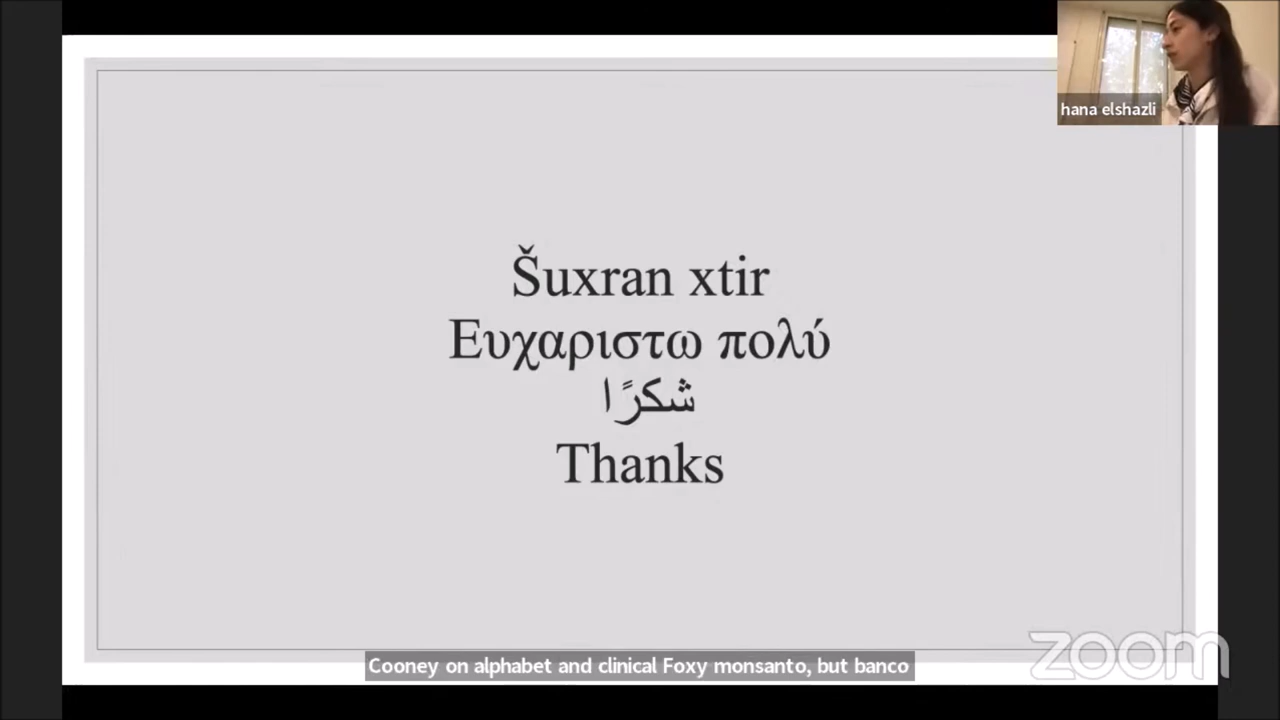 hana elshazli
Šuxran xtir
Ευχαριστω πολύ
شكرًا
Thanks
zoom
Cooney on alphabet and clinical Foxy monsanto, but banco